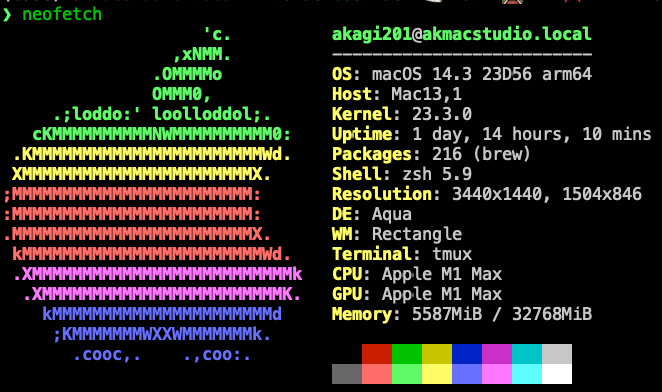 ❯ neofetch
'c.
,xNMM.
.OMMMMo
OMMM0,
.;loddo:' loolloddol;.
cKMMMMMMMMMMNWMMMMMMMMMM0:
.KMMMMMMMMMMMMMMMMMMMMMMMWd.
XMMMMMMMMMMMMMMMMMMMMMMMX.
;MMMMMMMMMMMMMMMMMMMMMMMM:
:MMMMMMMMMMMMMMMMMMMMMMMM:
.MMMMMMMMMMMMMMMMMMMMMMMMX.
kMMMMMMMMMMMMMMMMMMMMMMMMWd.
.XMMMMMMMMMMMMMMMMMMMMMMMMMMk
.XMMMMMMMMMMMMMMMMMMMMMMMMK.
kMMMMMMMMMMMMMMMMMMMMMMd
;KMMMMMMMWXXWMMMMMMMk.
.cooc,.    .,coo:.
akagi201@akmacstudio.local
--------------------------
OS: macOS 14.3 23D56 arm64
Host: Mac13,1
Kernel: 23.3.0
Uptime: 1 day, 14 hours, 10 mins
Packages: 216 (brew)
Shell: zsh 5.9
Resolution: 3440x1440, 1504x846
DE: Aqua
WM: Rectangle
Terminal: tmux
CPU: Apple M1 Max
GPU: Apple M1 Max
Memory: 5587MiB / 32768MiB